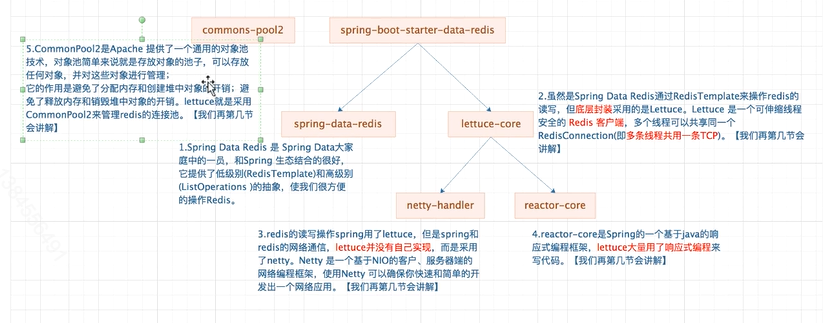 commons-pool2
spring-boot-starter-data-redis
5.CommonPool2是Apache 提供了一个通用的对象池
技术，对象池简单来说就是存放对象的池子，可以存放
任何对象，并对这些对象进行管理；
它的作用是避免了分配内存和创建堆中对象的开销；避
免了释放内存和销毁堆中对象的开销。lettuce就是采用
CommonPool2来管理redis的连接池。【我们再第几节
会讲解】
spring-data-redis
lettuce-core
2.虽然是Spring Data Redis通过RedisTemplate来操作redis的
读写，但底层封装采用的是Lettuce。Lettuce 是一个可伸缩线程
安全的 Redis 客户端，多个线程可以共享同一个
RedisConnection(即多条线程共用一条TCP)。【我们再第几节会
讲解】
1.Spring Data Redis 是 Spring Data大家
庭中的一员，和Spring 生态结合的很好，
它提供了低级别(RedisTemplate)和高级别
(ListOperations )的抽象，使我们很方便
的操作Redis。
netty-handler
reactor-core
3.redis的读写操作spring用了lettuce，但是spring和
redis的网络通信，lettuce并没有自己实现，而是采用
了netty。Netty 是一个基于NIO的客户、服务器端的
网络编程框架，使用Netty 可以确保你快速和简单的开
发出一个网络应用。【我们再第几节会讲解】
4.reactor-core是Spring的一个基于java的响
应式编程框架，lettuce大量用了响应式编程来
写代码。【我们再第几节会讲解】